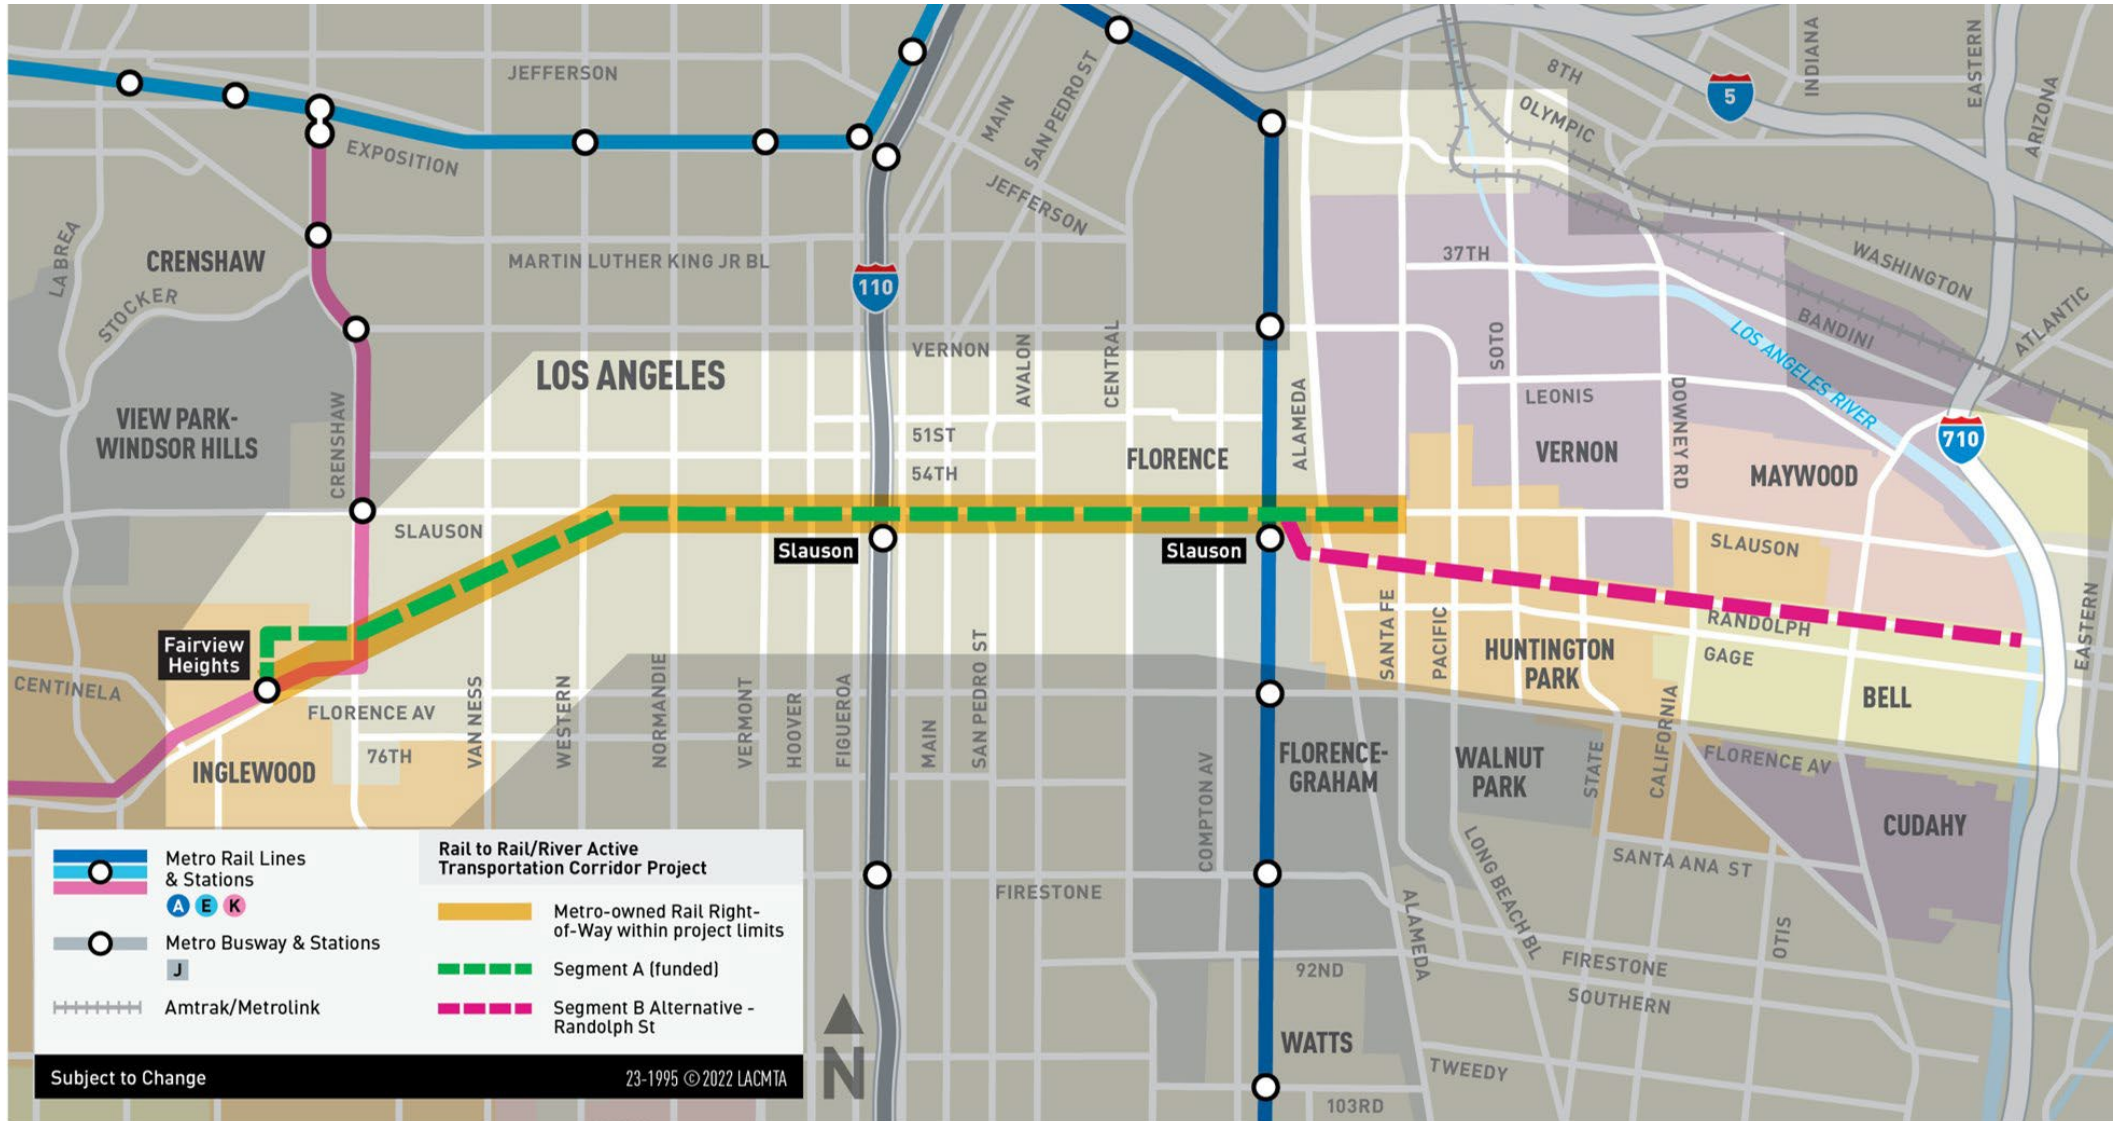 JEFFERSON
EXPOSITION
MAIN
SAN PEDRO ST
JEFFERSON
8TH
OLYMPIC
5
INDIANA
EASTERN
ARIZONA
LA BREA
CRENSHAW
STOCKER
MARTIN LUTHER KING JR BL
110
37TH
WASHINGTON
BANDINI
ATLANTIC
LOS ANGELES RIVER
VERNON
LOS ANGELES
AVALON
CENTRAL
ALAMEDA
SOTO
LEONIS
DOWNEY RD
VIEW PARK-
WINDSOR HILLS
CRENSHAW
51ST
54TH
FLORENCE
VERNON
MAYWOOD
710
SLAUSON
Slauson
Slauson
SLAUSON
Fairview
Heights
CENTINELA
FLORENCE AV
76TH
INGLEWOOD
VAN NESS
WESTERN
NORMANDIE
VERMONT
HOOVER
FIGUEROA
MAIN
SAN PEDRO ST
COMPTON AV
SANTA FE
PACIFIC
HUNTINGTON
PARK
RANDOLPH
GAGE
BELL
EASTERN
FLORENCE-
GRAHAM
WALNUT
PARK
STATE
CALIFORNIA
FLORENCE AV
CUDAHY
SANTA ANA ST
LONG BEACH BL
ALAMEDA
FIRESTONE
92ND
FIRESTONE
SOUTHERN
OTIS
WATTS
TWEEDY
103RD
N
Metro Rail Lines
& Stations
A E K
Metro Busway & Stations
J
Amtrak/Metrolink
Rail to Rail/River Active
Transportation Corridor Project
Metro-owned Rail Right-
of-Way within project limits
Segment A (funded)
Segment B Alternative -
Randolph St
Subject to Change
23-1995 ©2022 LACMTA